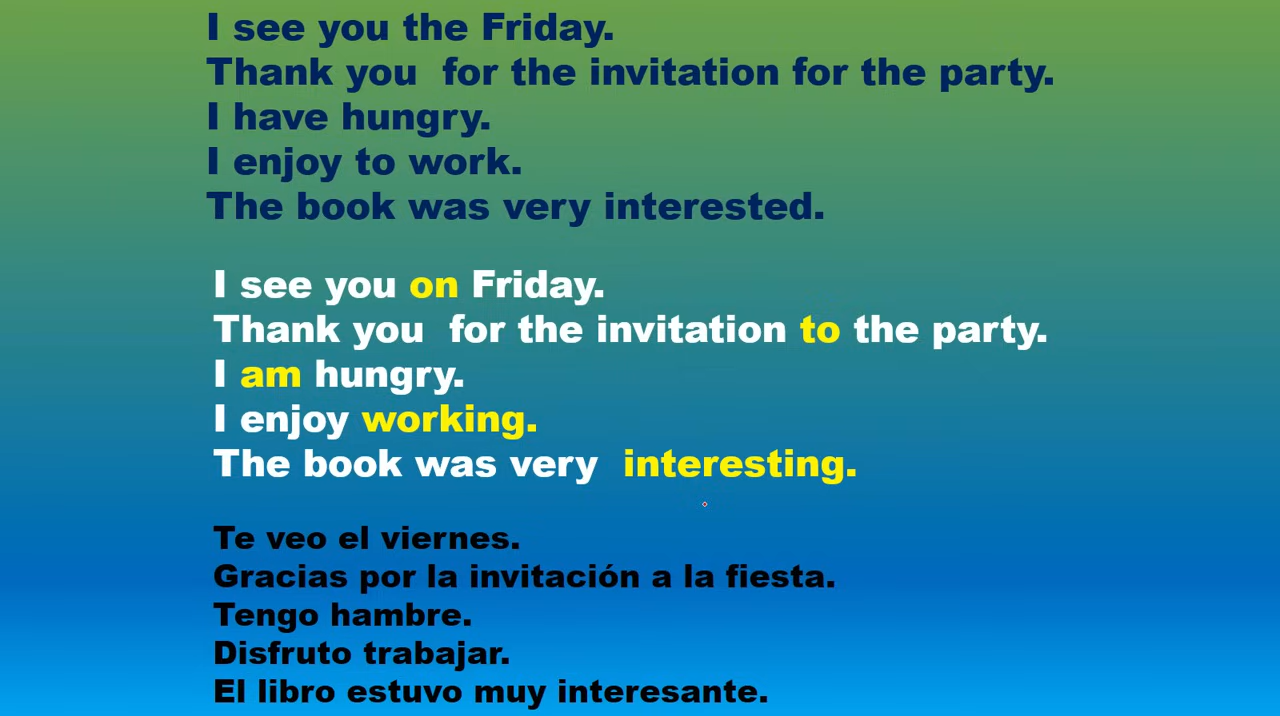 I see you the Friday.
Thank you for the invitation for the party.
I have hungry.
I enjoy to work.
The book was very interested.
I see you on Friday.
Thank you for the invitation to the party.
I am hungry.
I enjoy working.
The book was very interesting.
Te veo el viernes.
Gracias por la invitación a la fiesta.
Tengo hambre.
Disfruto trabajar.
El libro estuvo muy interesante.